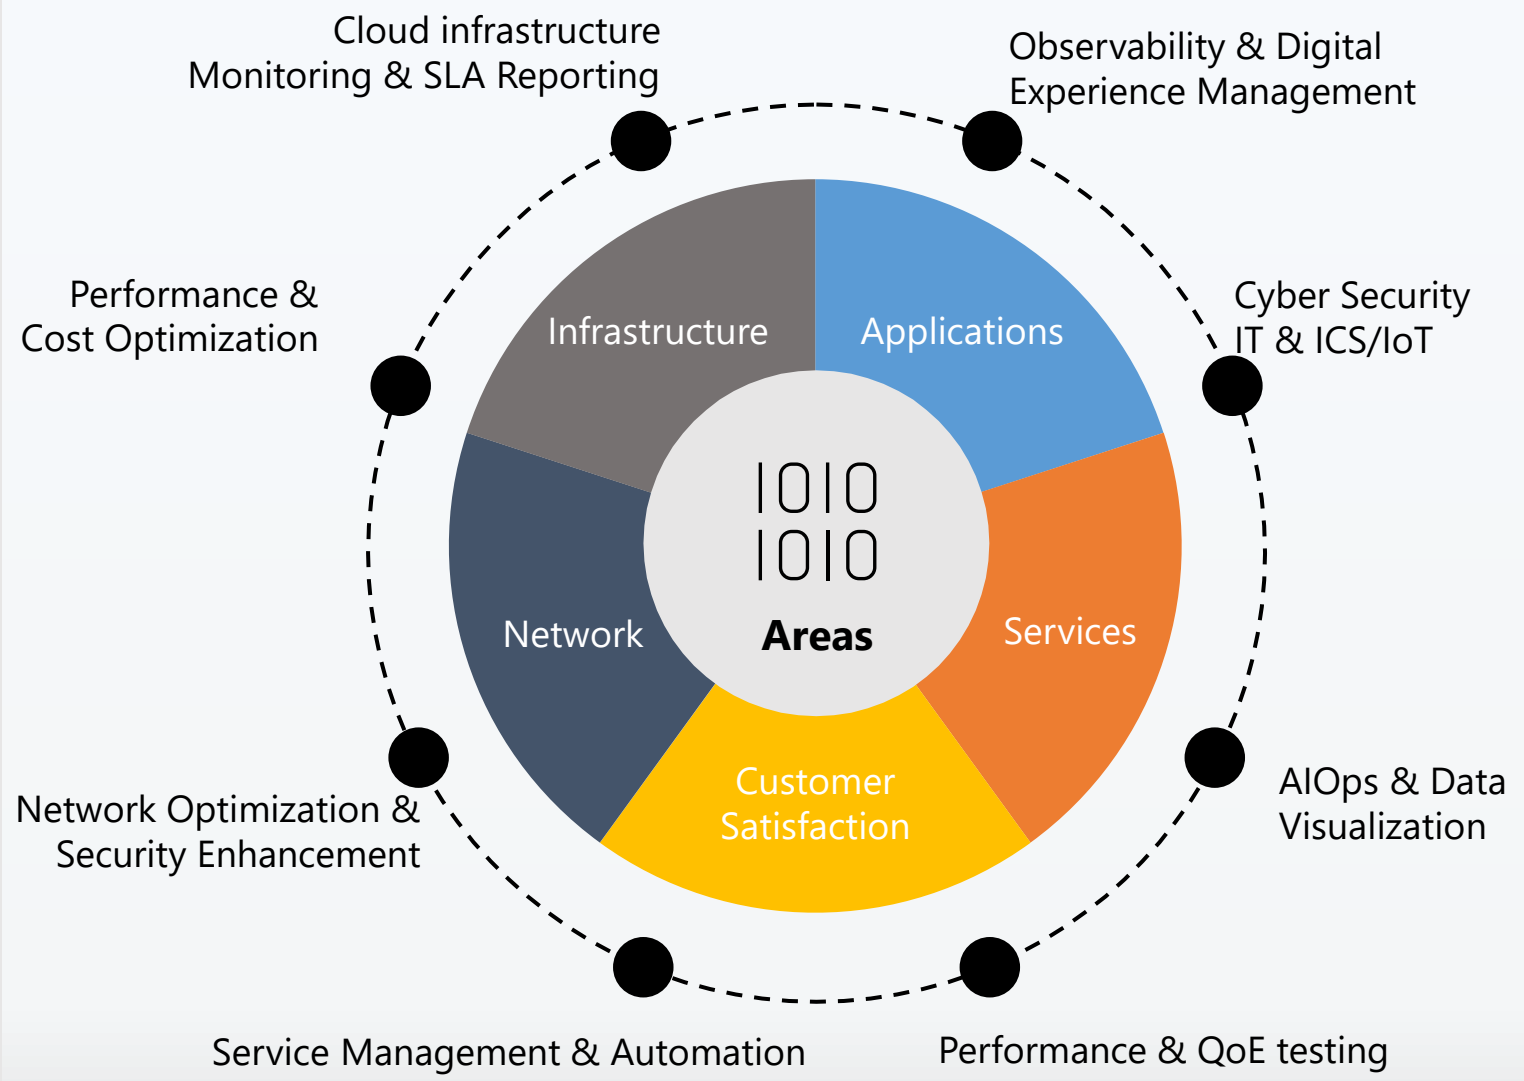 Cloud infrastructure
Monitoring & SLA Reporting
Observability & Digital
Experience Management
Performance &
Cost Optimization
Cyber Security
IT & ICS/IoT
Infrastructure
Applications
1010
1010
Areas
Network
Services
Customer
Satisfaction
Network Optimization &
Security Enhancement
AIOps & Data
Visualization
Service Management & Automation
Performance & QoE testing